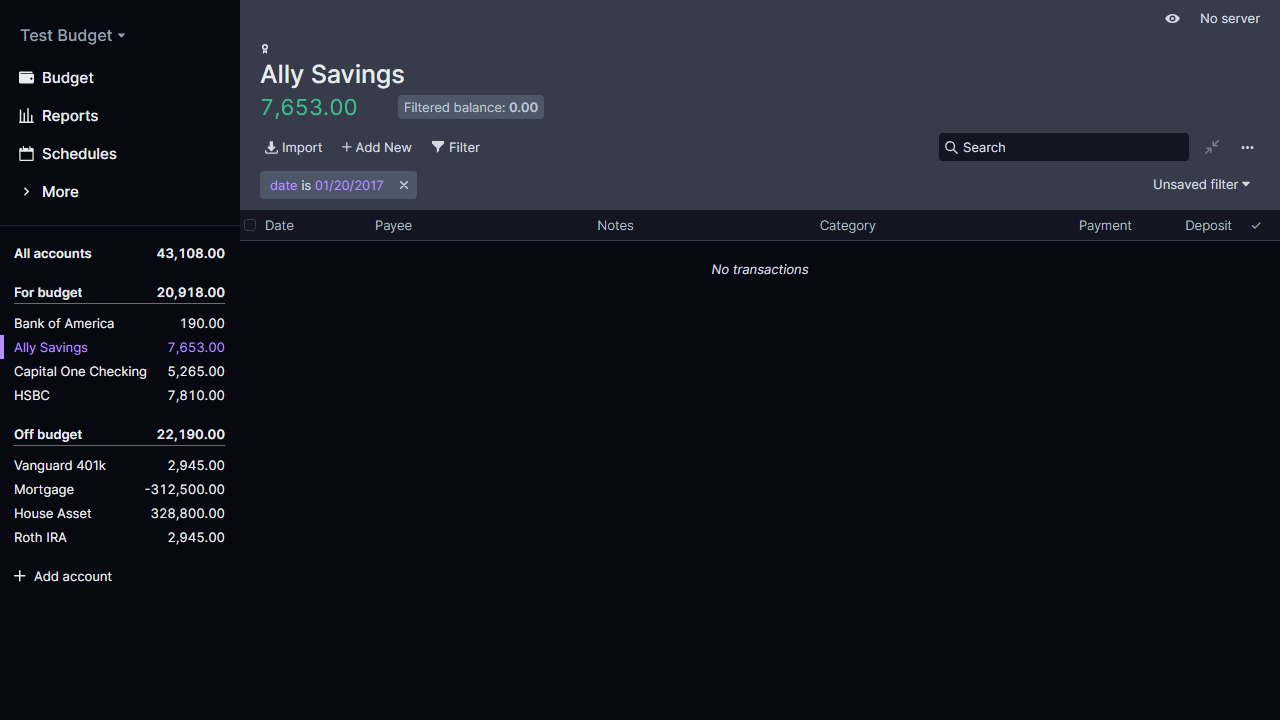 Test Budget
Budget
Reports
Schedules
More
All accounts 43,108.00
For budget 20,918.00
Bank of America 190.00
Ally Savings 7,653.00
Capital One Checking 5,265.00
HSBC 7,810.00
Off budget 22,190.00
Vanguard 401k 2,945.00
Mortgage -312,500.00
House Asset 328,800.00
Roth IRA 2,945.00
Add account
No server
Ally Savings
7,653.00 Filtered balance: 0.00
Import Add New Filter Search
date is 01/20/2017 Unsaved filter
Date Payee Notes Category Payment Deposit
No transactions